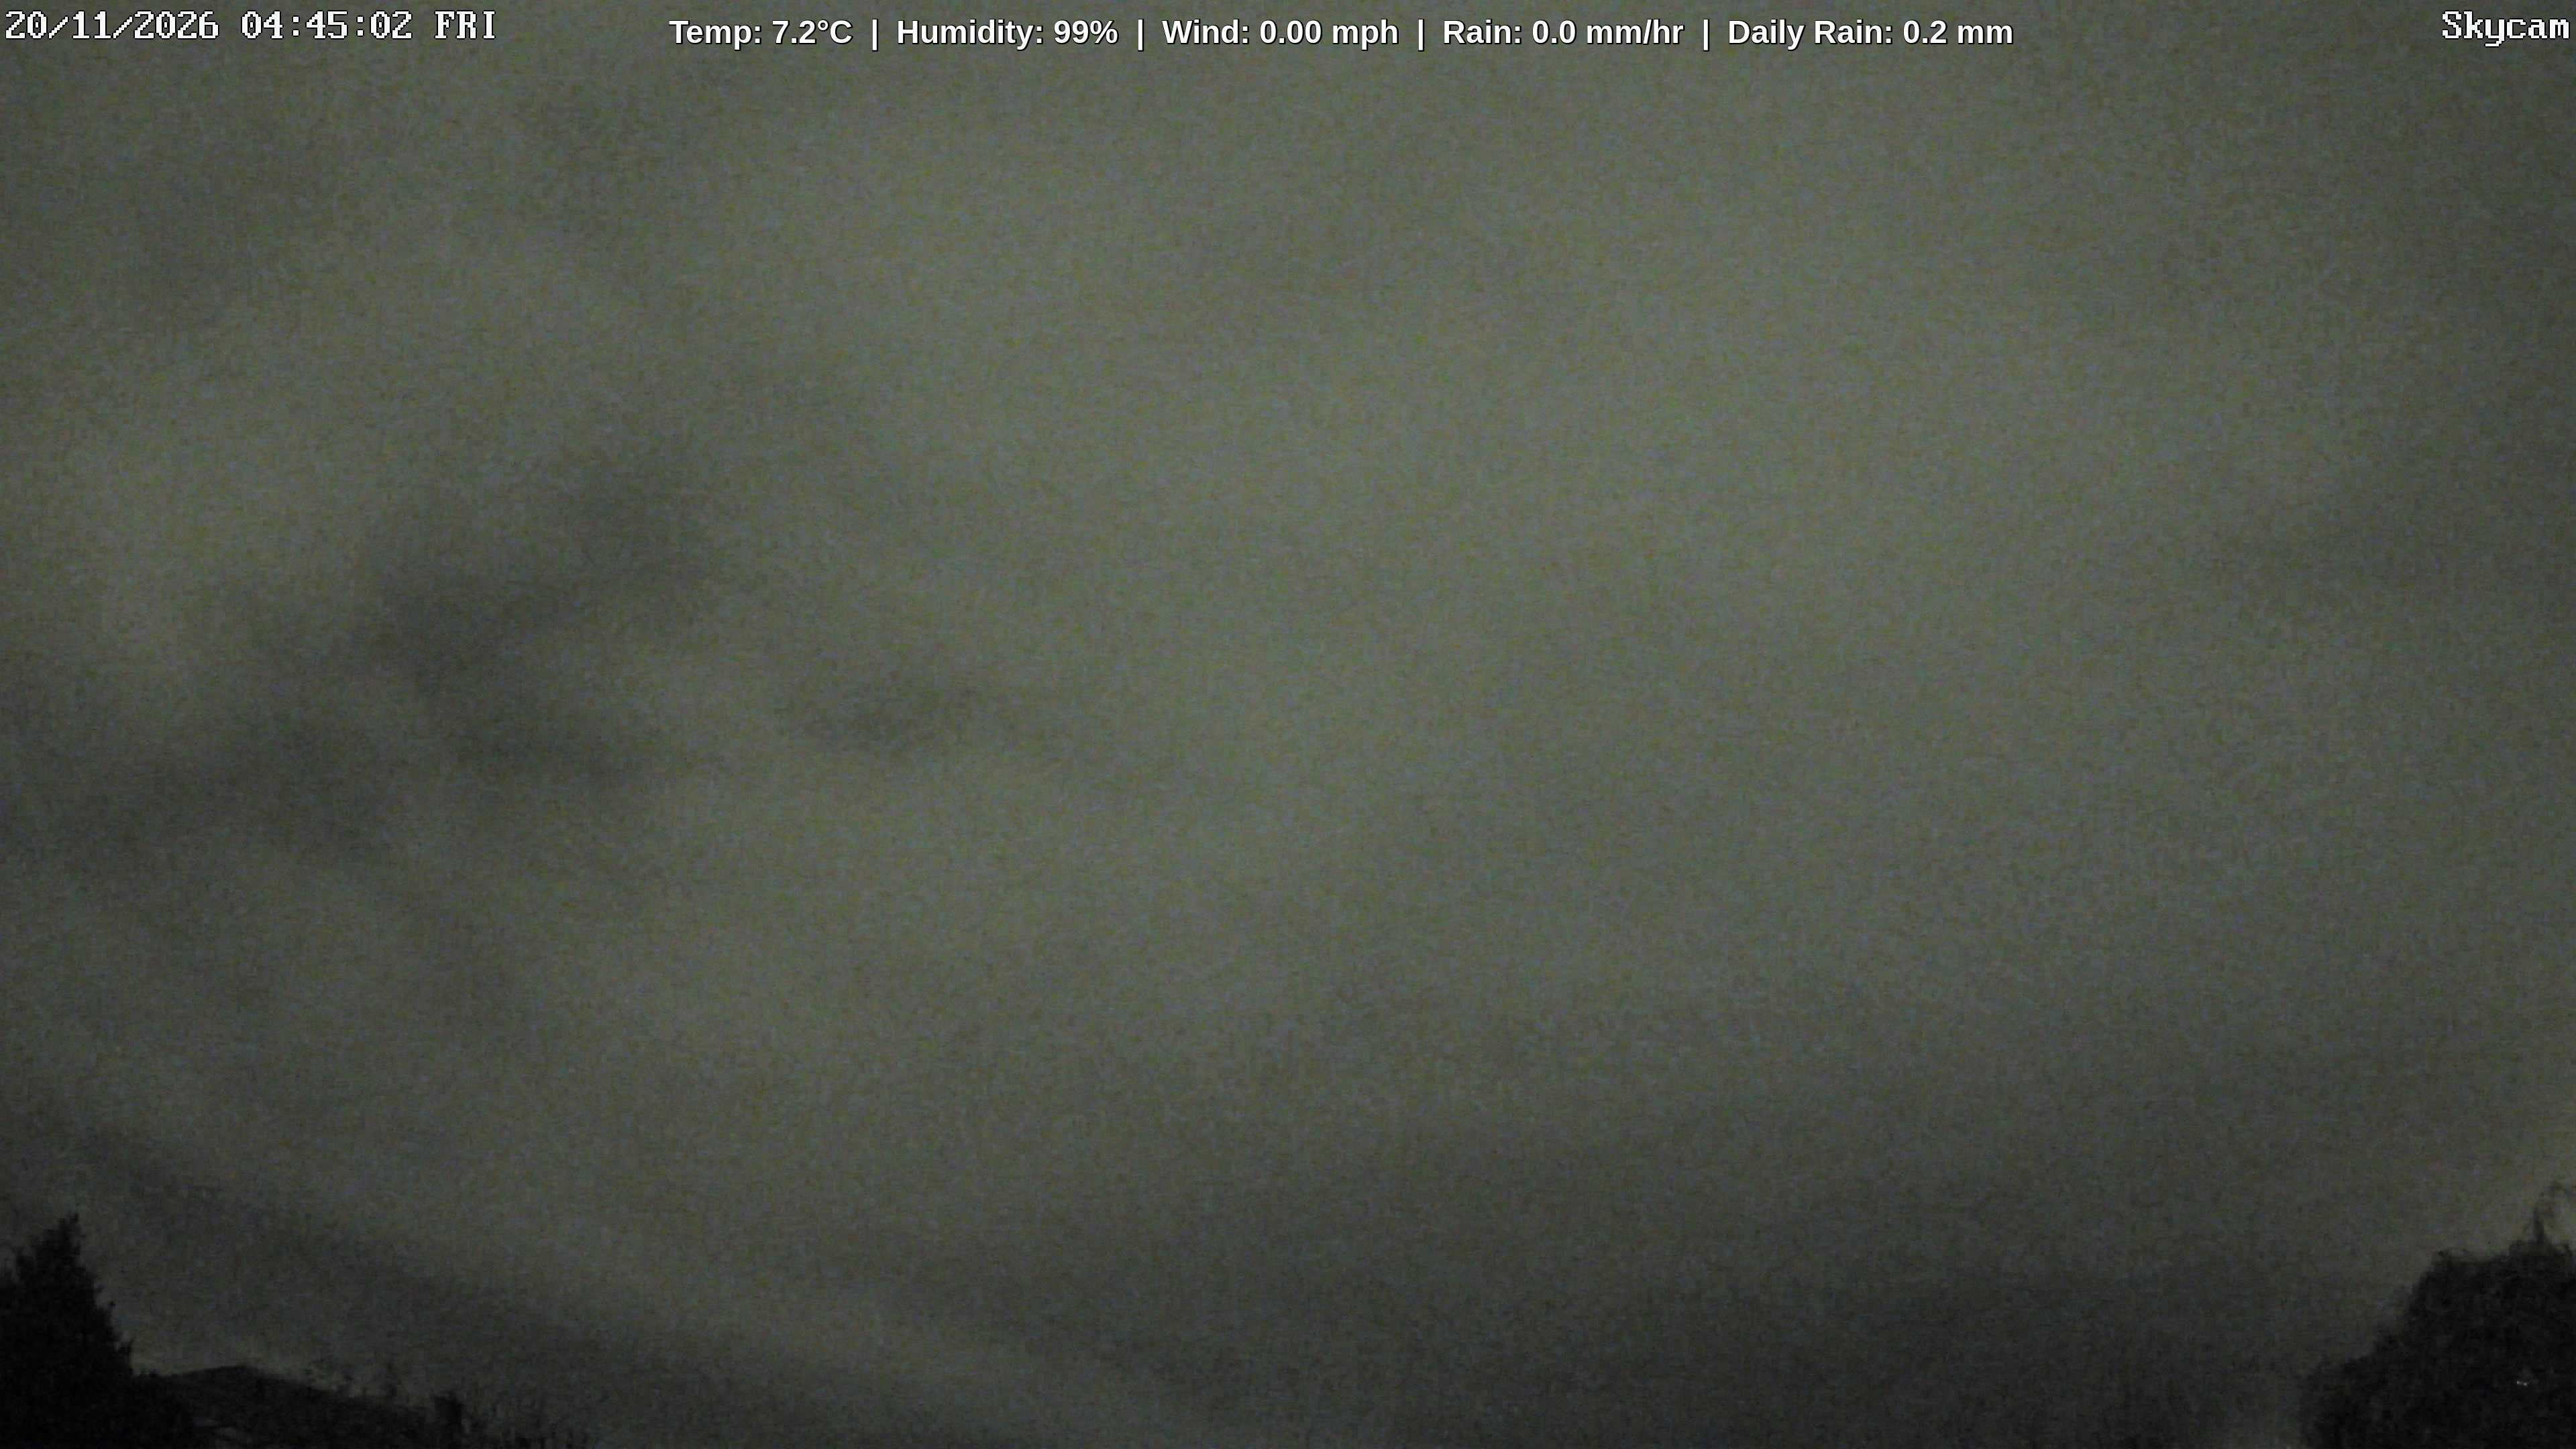 20/11/2026 04:45:02 FRI
Temp: 7.2°C | Humidity: 99% | Wind: 0.00 mph | Rain: 0.0 mm/hr | Daily Rain: 0.2 mm
Skycam